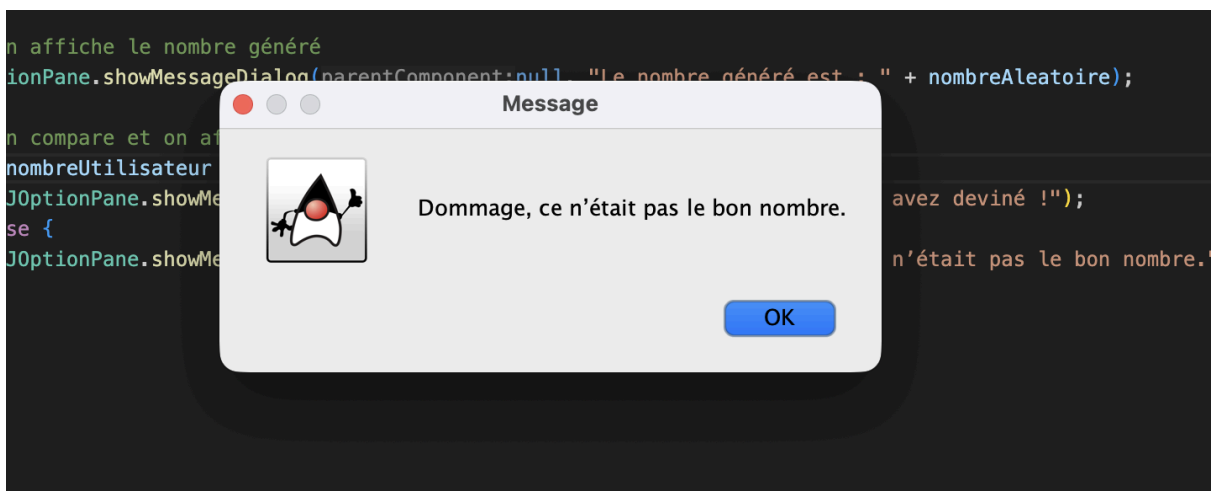 n affiche le nombre généré
ionPane.showMessageDialog(parentComponent:null, "Le nombre généré est : " + nombreAleatoire);
Message
n compare et on af
nombreUtilisateur
JOptionPane.showMe avez deviné !");
Dommage, ce n’était pas le bon nombre.
se {
JOptionPane.showMe n’était pas le bon nombre."
OK